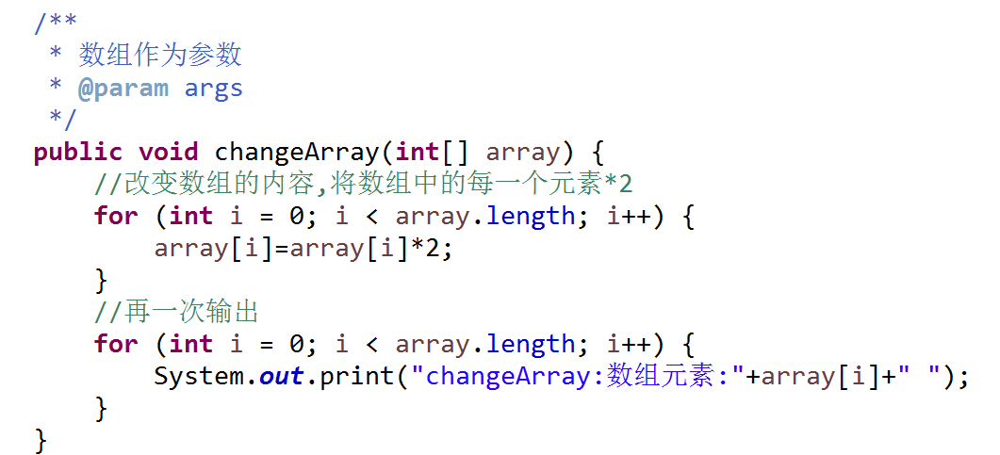 /**
 * 数组作为参数
 * @param args
 */
public void changeArray(int[] array) {
    //改变数组的内容,将数组中的每一个元素*2
    for (int i = 0; i < array.length; i++) {
        array[i]=array[i]*2;
    }
    //再一次输出
    for (int i = 0; i < array.length; i++) {
        System.out.print("changeArray:数组元素:"+array[i]+" ");
    }
}